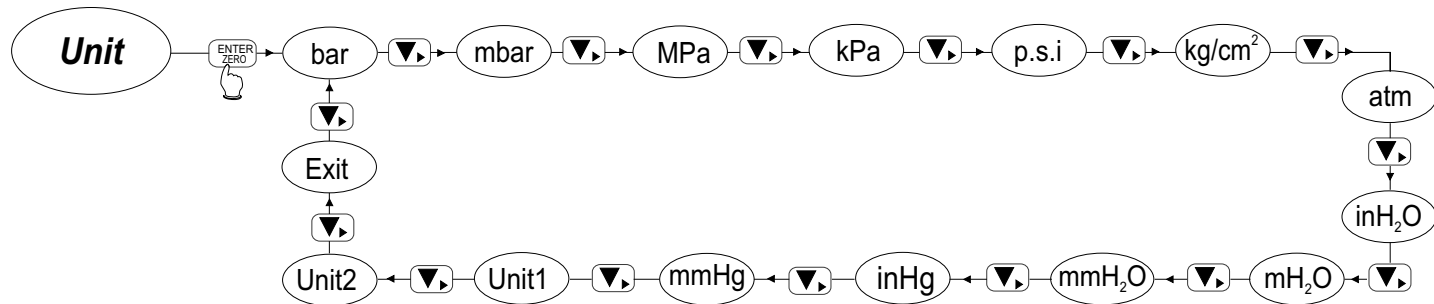 Unit
ENTER
ZERO
bar
mbar
MPa
kPa
p.s.i
kg/cm²
atm
inH₂O
mH₂O
mmH₂O
inHg
mmHg
Unit1
Unit2
Exit